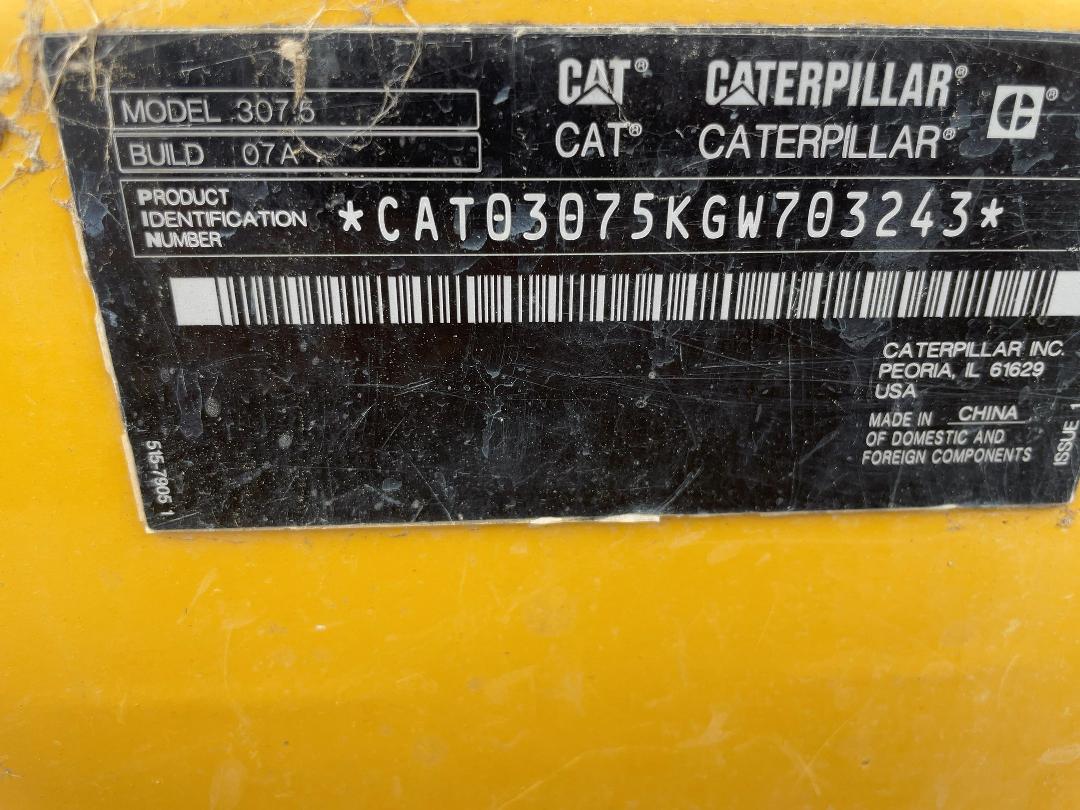 CAT® CATERPILLAR®
MODEL 307.5
CAT® CATERPILLAR®
BUILD 07A
PRODUCT
IDENTIFICATION
NUMBER
*CAT03075KGW703243*
CATERPILLAR INC.
PEORIA, IL 61629
USA
MADE IN CHINA
OF DOMESTIC AND
FOREIGN COMPONENTS
515-7905 1
ISSUE 1